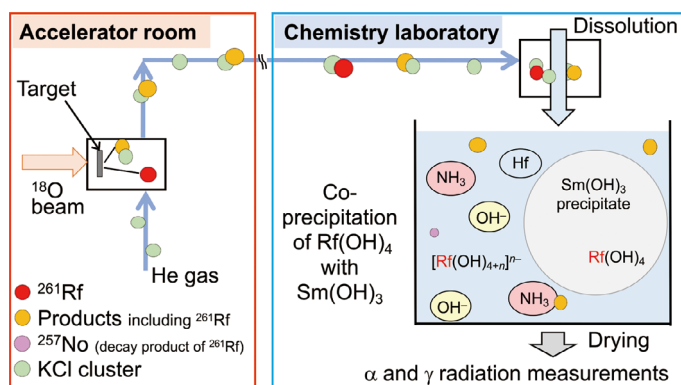 Accelerator room
Target
¹⁸O
beam
He gas
²⁶¹Rf
Products including ²⁶¹Rf
²⁵⁷No (decay product of ²⁶¹Rf)
KCl cluster
Chemistry laboratory
Dissolution
Co-
precipitation
of Rf(OH)₄
with
Sm(OH)₃
Hf
NH₃
OH⁻
[Rf(OH)₄₊ₙ]ⁿ⁻
OH⁻
NH₃
Sm(OH)₃
precipitate
Rf(OH)₄
Drying
α and γ radiation measurements